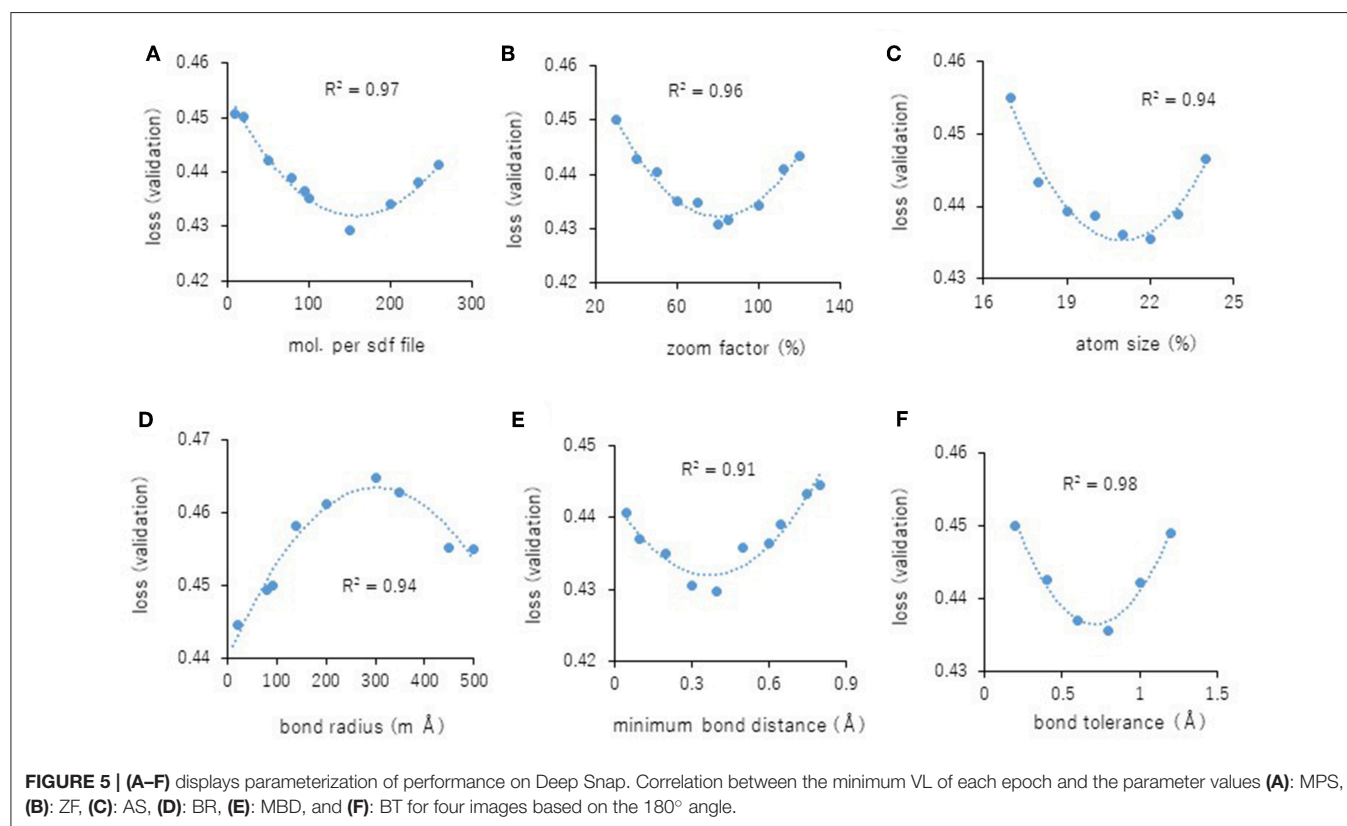 A
0.46
0.45
0.44
0.43
0.42
R² = 0.97
0
100
200
300
loss (validation)
mol. per sdf file
B
0.46
0.45
0.44
0.43
0.42
R² = 0.96
20
60
100
140
loss (validation)
zoom factor (%)
C
0.46
0.45
0.44
0.43
R² = 0.94
16
19
22
25
loss (validation)
atom size (%)
D
0.47
0.46
0.45
0.44
R² = 0.94
0
100
200
300
400
500
loss (validation)
bond radius (m Å)
E
0.45
0.44
0.43
0.42
R² = 0.91
0
0.3
0.6
0.9
loss (validation)
minimum bond distance (Å)
F
0.46
0.45
0.44
0.43
R² = 0.98
0
0.5
1
1.5
loss (validation)
bond tolerance (Å)
FIGURE 5 | (A–F) displays parameterization of performance on Deep Snap. Correlation between the minimum VL of each epoch and the parameter values (A): MPS,
(B): ZF, (C): AS, (D): BR, (E): MBD, and (F): BT for four images based on the 180° angle.